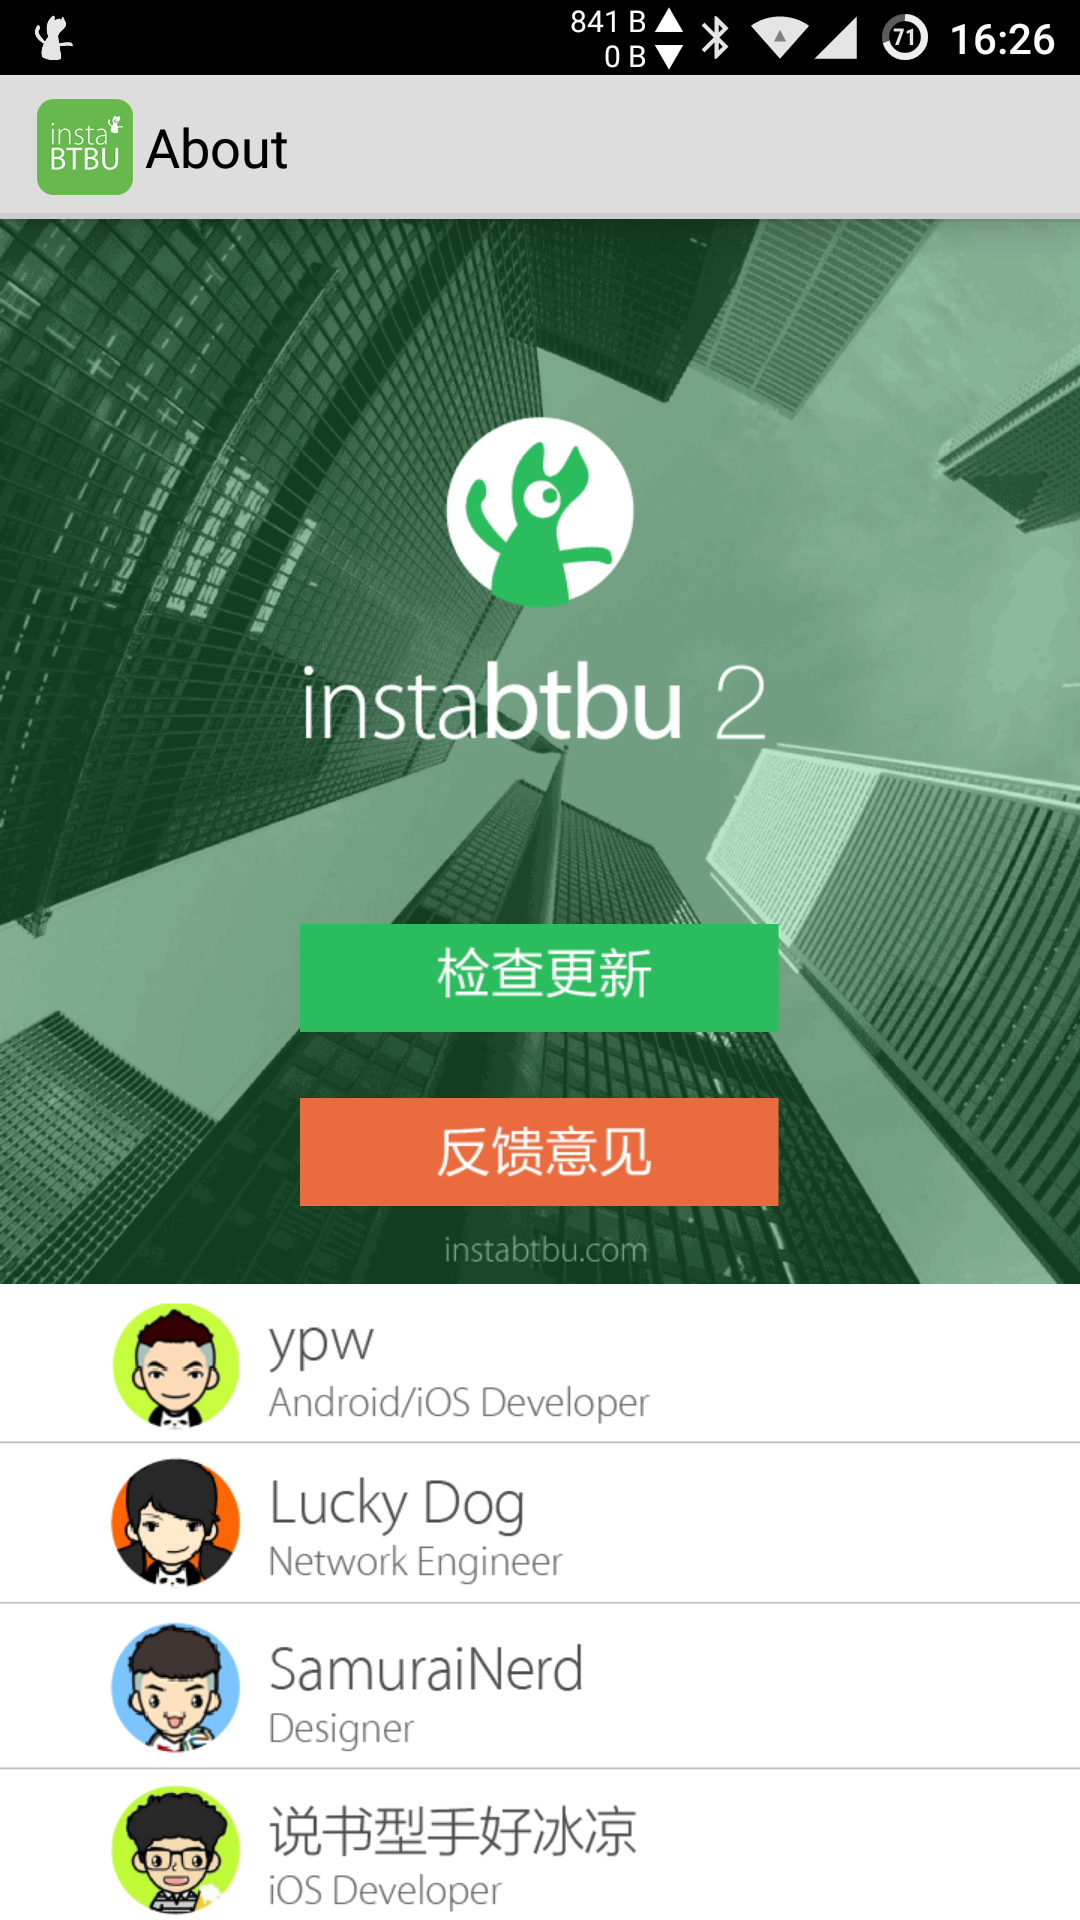 841 B
0 B
71
16:26
insta
BTBU
About
instabtbu 2
检查更新
反馈意见
instabtbu.com
ypw
Android/iOS Developer
Lucky Dog
Network Engineer
SamuraiNerd
Designer
说书型手好冰凉
iOS Developer